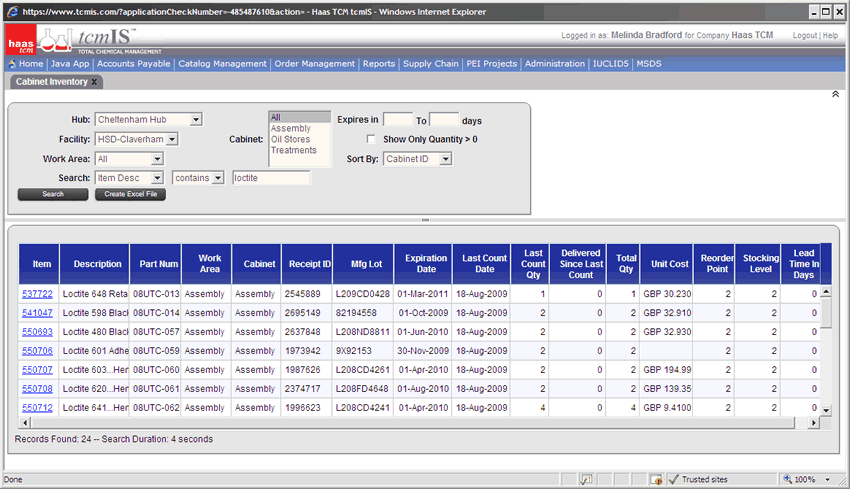 https://www.tcmis.com/?applicationCheckNumber=-485487610&action= - Haas TCM tcmIS - Windows Internet Explorer
haas tcm
tcmIS™
TOTAL CHEMICAL MANAGEMENT
Logged in as: Melinda Bradford for Company Haas TCM Logout | Help
Home | Java App | Accounts Payable | Catalog Management | Order Management | Reports | Supply Chain | PEI Projects | Administration | IUCLID5 | MSDS
Cabinet Inventory X
Hub: Cheltenham Hub
Facility: HSD-Claverham
Work Area: All
Search: Item Desc contains loctite
Search Create Excel File
Cabinet: All
Assembly
Oil Stores
Treatments
Expires in To days
Show Only Quantity > 0
Sort By: Cabinet ID
Item Description Part Num Work Area Cabinet Receipt ID Mfg Lot Expiration Date Last Count Date Last Count Qty Delivered Since Last Count Total Qty Unit Cost Reorder Point Stocking Level Lead Time In Days
537722 Loctite 648 Reta 08UTC-013 Assembly Assembly 2545889 L209CD0428 01-Mar-2011 18-Aug-2009 1 0 1 GBP 30.230 2 2 0
541047 Loctite 598 Black 08UTC-014 Assembly Assembly 2695149 82194558 01-Oct-2009 18-Aug-2009 2 0 2 GBP 32.910 2 2 0
550693 Loctite 480 Black 08UTC-057 Assembly Assembly 2637848 L208ND8811 01-Jun-2010 18-Aug-2009 2 0 2 GBP 32.930 2 2 0
550706 Loctite 601 Adhe 08UTC-059 Assembly Assembly 1973942 9X92153 30-Nov-2009 18-Aug-2009 2 0 2 2 2 0
550707 Loctite 603...Her 08UTC-060 Assembly Assembly 1987626 L208CD4261 01-Apr-2010 18-Aug-2009 2 0 2 GBP 194.99 2 2 0
550708 Loctite 620...Her 08UTC-061 Assembly Assembly 2374717 L208FD4648 01-Aug-2010 18-Aug-2009 2 0 2 GBP 139.35 2 2 0
550712 Loctite 641...Her 08UTC-062 Assembly Assembly 1996623 L208CD4241 01-Apr-2010 18-Aug-2009 4 0 4 GBP 9.4100 2 2 0
Records Found: 24 -- Search Duration: 4 seconds
Done Trusted sites 100%